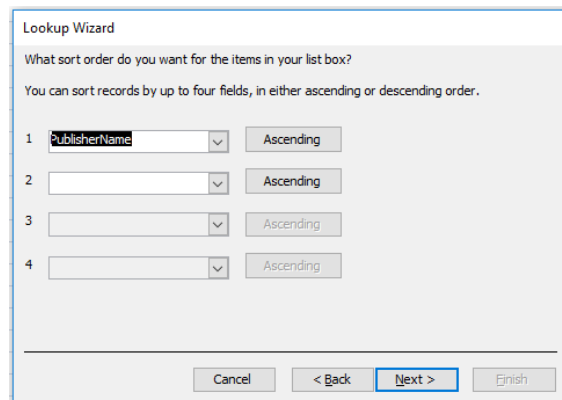 Lookup Wizard
What sort order do you want for the items in your list box?
You can sort records by up to four fields, in either ascending or descending order.
1 PublisherName Ascending
2 Ascending
3 Ascending
4 Ascending
Cancel < Back Next > Finish